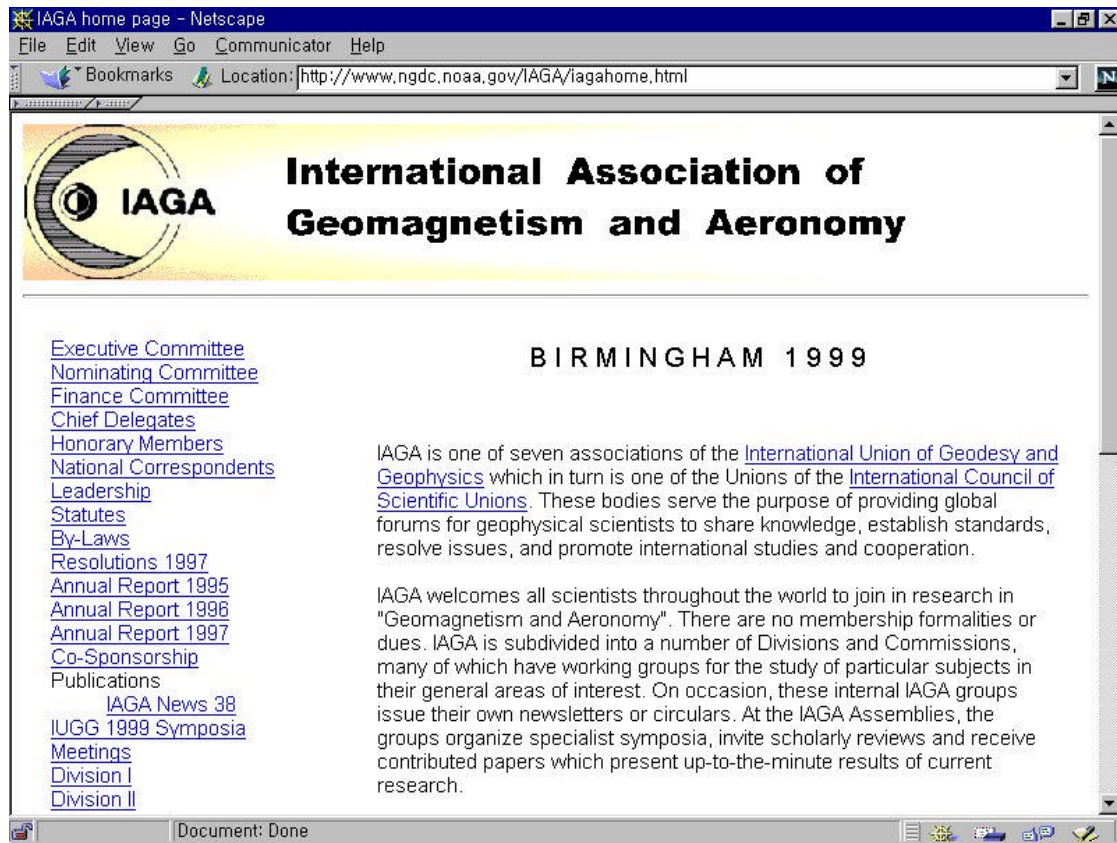 IAGA home page - Netscape
File Edit View Go Communicator Help
Bookmarks Location: http://www.ngdc.noaa.gov/IAGA/iagahome.html
N
IAGA
International Association of
Geomagnetism and Aeronomy
Executive Committee
Nominating Committee
Finance Committee
Chief Delegates
Honorary Members
National Correspondents
Leadership
Statutes
By-Laws
Resolutions 1997
Annual Report 1995
Annual Report 1996
Annual Report 1997
Co-Sponsorship
Publications
IAGA News 38
IUGG 1999 Symposia
Meetings
Division I
Division II
BIRMINGHAM 1999
IAGA is one of seven associations of the International Union of Geodesy and
Geophysics which in turn is one of the Unions of the International Council of
Scientific Unions. These bodies serve the purpose of providing global
forums for geophysical scientists to share knowledge, establish standards,
resolve issues, and promote international studies and cooperation.
IAGA welcomes all scientists throughout the world to join in research in
"Geomagnetism and Aeronomy". There are no membership formalities or
dues. IAGA is subdivided into a number of Divisions and Commissions,
many of which have working groups for the study of particular subjects in
their general areas of interest. On occasion, these internal IAGA groups
issue their own newsletters or circulars. At the IAGA Assemblies, the
groups organize specialist symposia, invite scholarly reviews and receive
contributed papers which present up-to-the-minute results of current
research.
Document: Done